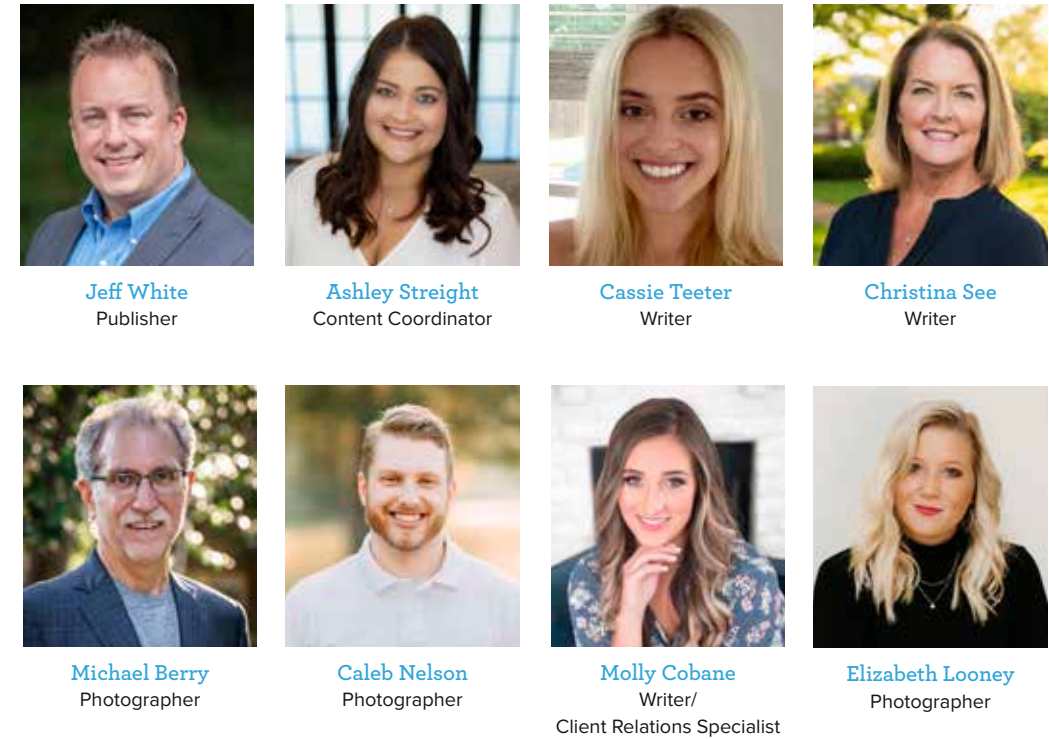 Jeff White
Publisher
Ashley Streight
Content Coordinator
Cassie Teeter
Writer
Christina See
Writer
Michael Berry
Photographer
Caleb Nelson
Photographer
Molly Cobane
Writer/
Client Relations Specialist
Elizabeth Looney
Photographer